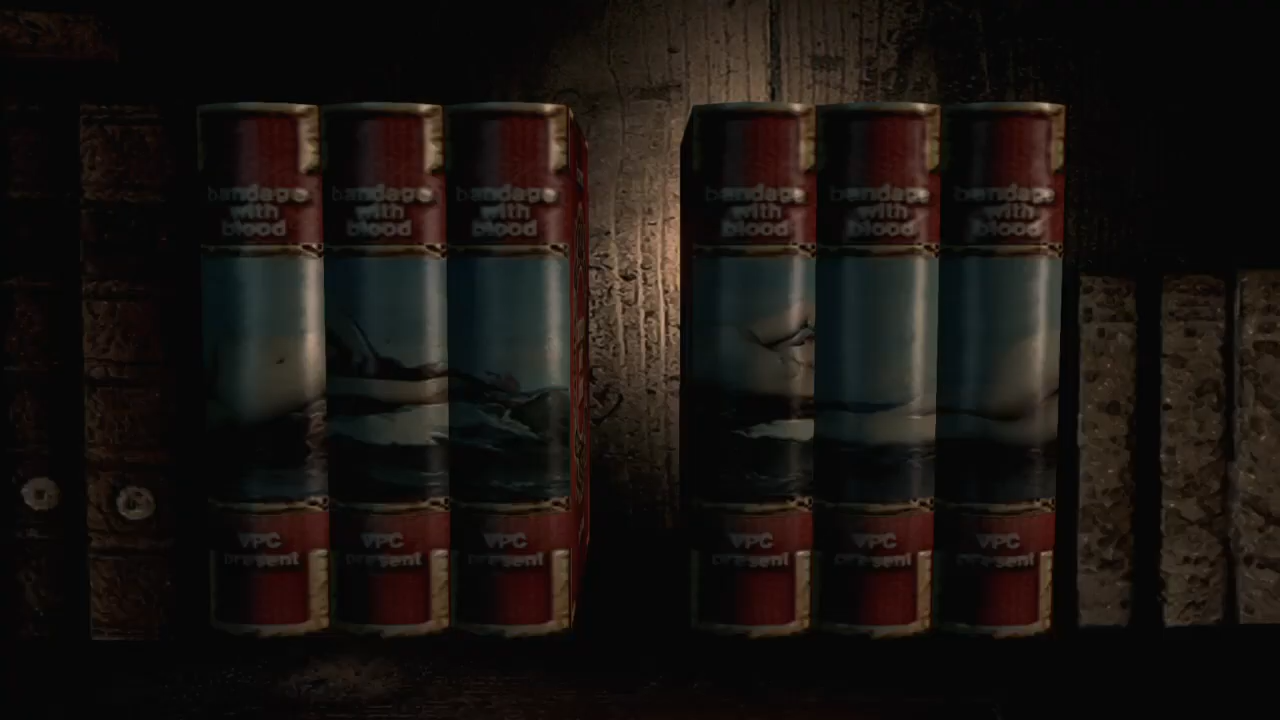 bandage
with
blood
bandage
with
blood
bandage
with
blood
bandage
with
blood
bandage
with
blood
bandage
with
blood
VPC
present
VPC
present
VPC
present
VPC
present
VPC
present
VPC
present